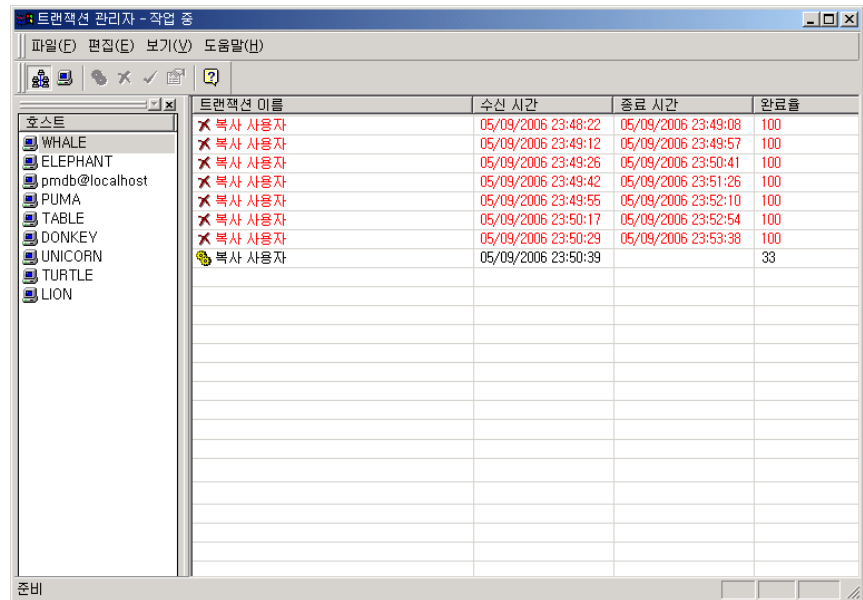 트랜잭션 관리자 - 작업 중
파일(F) 편집(E) 보기(V) 도움말(H)
호스트
WHALE
ELEPHANT
pmdb@localhost
PUMA
TABLE
DONKEY
UNICORN
TURTLE
LION
트랜잭션 이름 수신 시간 종료 시간 완료율
복사 사용자 05/09/2006 23:48:22 05/09/2006 23:49:08 100
복사 사용자 05/09/2006 23:49:12 05/09/2006 23:49:57 100
복사 사용자 05/09/2006 23:49:26 05/09/2006 23:50:41 100
복사 사용자 05/09/2006 23:49:42 05/09/2006 23:51:26 100
복사 사용자 05/09/2006 23:49:55 05/09/2006 23:52:10 100
복사 사용자 05/09/2006 23:50:17 05/09/2006 23:52:54 100
복사 사용자 05/09/2006 23:50:29 05/09/2006 23:53:38 100
복사 사용자 05/09/2006 23:50:39 33
준비